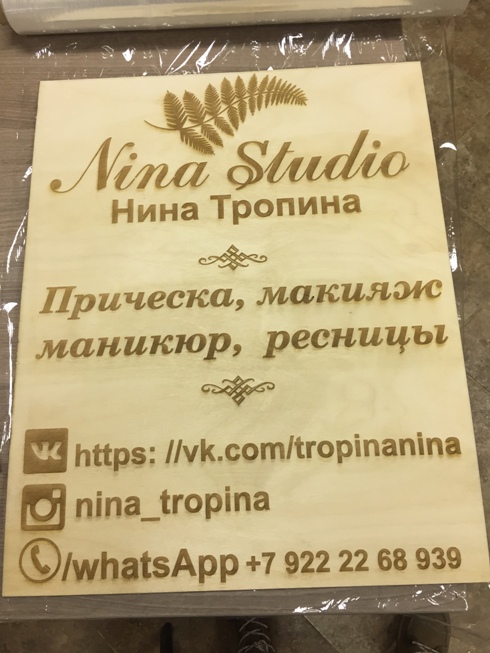 Nina Studio
Нина Тропина
Прическа, макияж
маникюр, ресницы
https: //vk.com/tropinanina
nina_tropina
/whatsApp +7 922 22 68 939